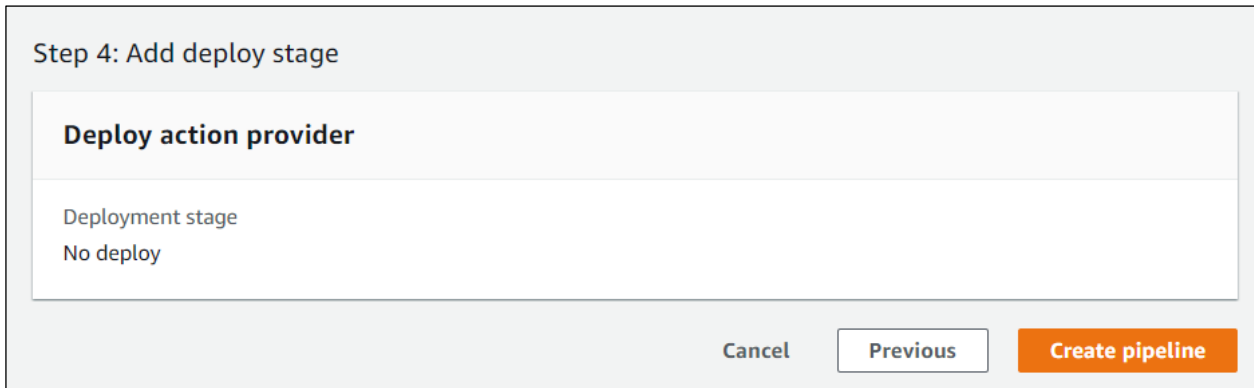 Step 4: Add deploy stage
Deploy action provider
Deployment stage
No deploy
Cancel Previous Create pipeline